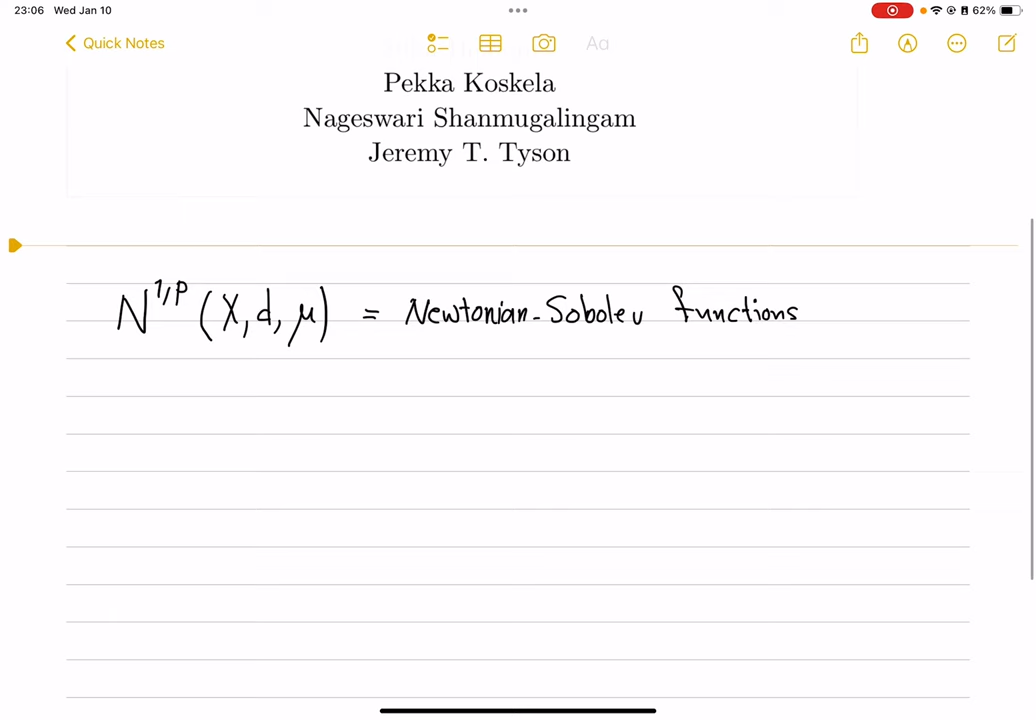 23:06 Wed Jan 10
62%
Quick Notes
Aa
Pekka Koskela
Nageswari Shanmugalingam
Jeremy T. Tyson
N^{1,p} (X, d, μ) = Newtonian-Sobolev functions